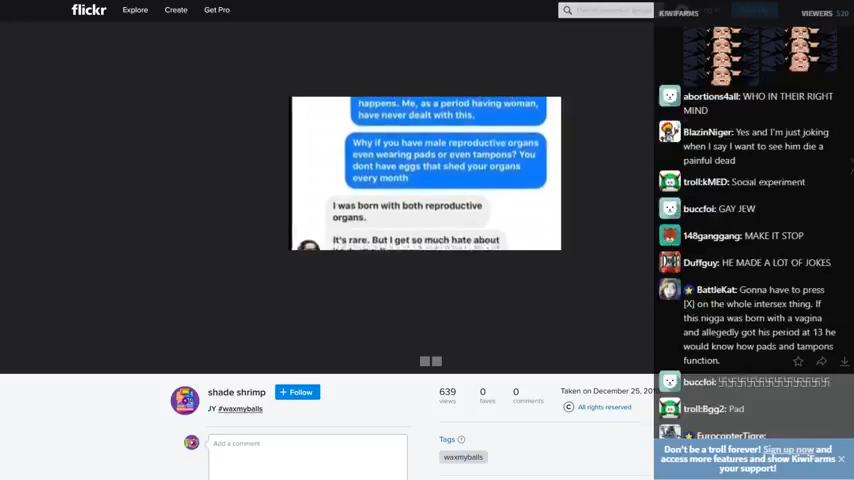 flickr
Explore
Create
Get Pro
KIWIFARMS
VIEWERS 520
happens. Me, as a period having woman,
have never dealt with this.
Why if you have male reproductive organs
even wearing pads or even tampons? You
dont have eggs that shed your organs
every month
I was born with both reproductive
organs.
It's rare. But I get so much hate about
abortions4all: WHO IN THEIR RIGHT
MIND
BlazinNiger: Yes and I'm just joking
when I say I want to see him die a
painful dead
troll:kMED: Social experiment
buccfoi: GAY JEW
148ganggang: MAKE IT STOP
Duffguy: HE MADE A LOT OF JOKES
BattleKat: Gonna have to press
[X] on the whole intersex thing. If
this nigga was born with a vagina
and allegedly got his period at 13 he
would know how pads and tampons
function.
buccfoi:
troll:Bgg2: Pad
EurocopterTigre:
Don't be a troll forever! Sign up now and
access more features and show KiwiFarms
your support!
shade shrimp
+ Follow
JY #waxmyballs
639
views
0
faves
0
comments
Taken on December 25, 201
All rights reserved
Add a comment
Tags
waxmyballs